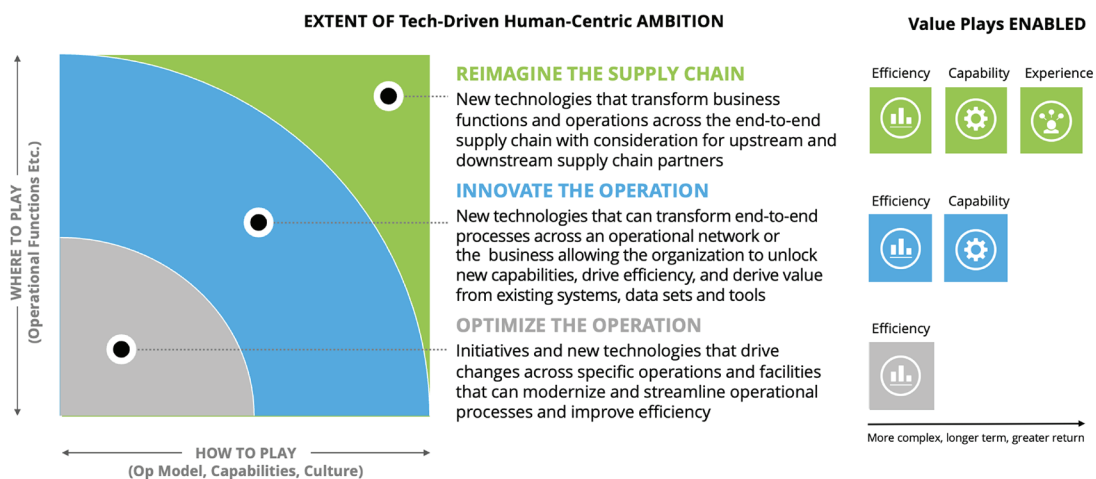 EXTENT OF Tech-Driven Human-Centric AMBITION
Value Plays ENABLED
WHERE TO PLAY
(Operational Functions Etc.)
REIMAGINE THE SUPPLY CHAIN
New technologies that transform business
functions and operations across the end-to-end
supply chain with consideration for upstream and
downstream supply chain partners
Efficiency
Capability
Experience
INNOVATE THE OPERATION
New technologies that can transform end-to-end
processes across an operational network or
the  business allowing the organization to unlock
new capabilities, drive efficiency, and derive value
from existing systems, data sets and tools
Efficiency
Capability
OPTIMIZE THE OPERATION
Initiatives and new technologies that drive
changes across specific operations and facilities
that can modernize and streamline operational
processes and improve efficiency
Efficiency
More complex, longer term, greater return
HOW TO PLAY
(Op Model, Capabilities, Culture)